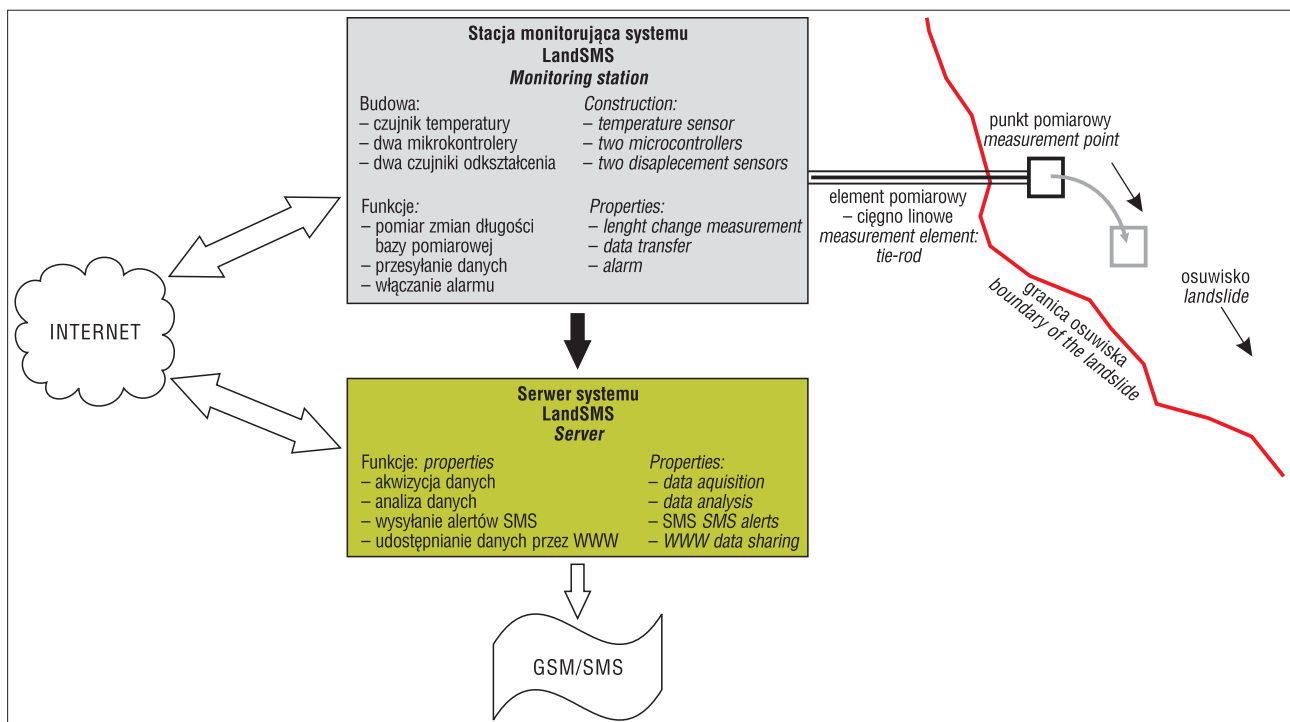 Stacja monitorująca systemu
LandSMS
Monitoring station
Budowa:
– czujnik temperatury
– dwa mikrokontrolery
– dwa czujniki odkształcenia
Construction:
– temperature sensor
– two microcontrollers
– two disaplecement sensors
Funkcje:
– pomiar zmian długości
bazy pomiarowej
– przesyłanie danych
– włączanie alarmu
Properties:
– lenght change measurement
– data transfer
– alarm
punkt pomiarowy
measurement point
element pomiarowy
– cięgno linowe
measurement element:
tie-rod
osuwisko
landslide
granica osuwiska
boundary of the landslide
INTERNET
Serwer systemu
LandSMS
Server
Funkcje: properties
– akwizycja danych
– analiza danych
– wysyłanie alertów SMS
– udostępnianie danych przez WWW
Properties:
– data aquisition
– data analysis
– SMS SMS alerts
– WWW data sharing
GSM/SMS